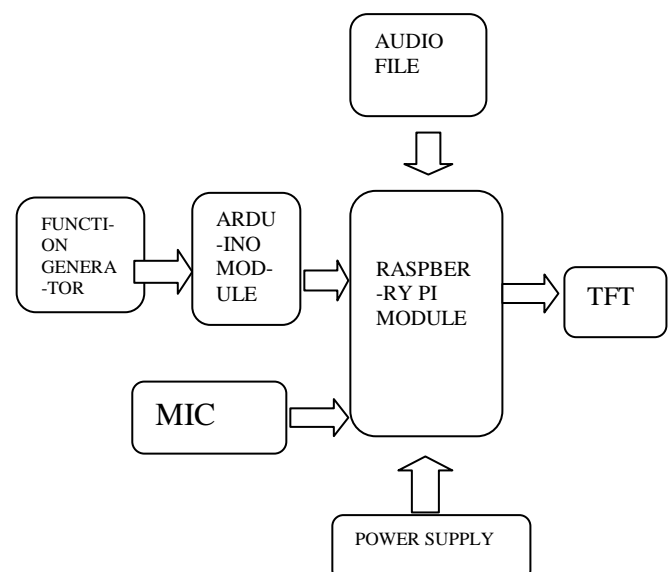 AUDIO
FILE
FUNCTI-
ON
GENERA
-TOR
ARDU
-INO
MOD-
ULE
RASPBER
-RY PI
MODULE
TFT
MIC
POWER SUPPLY